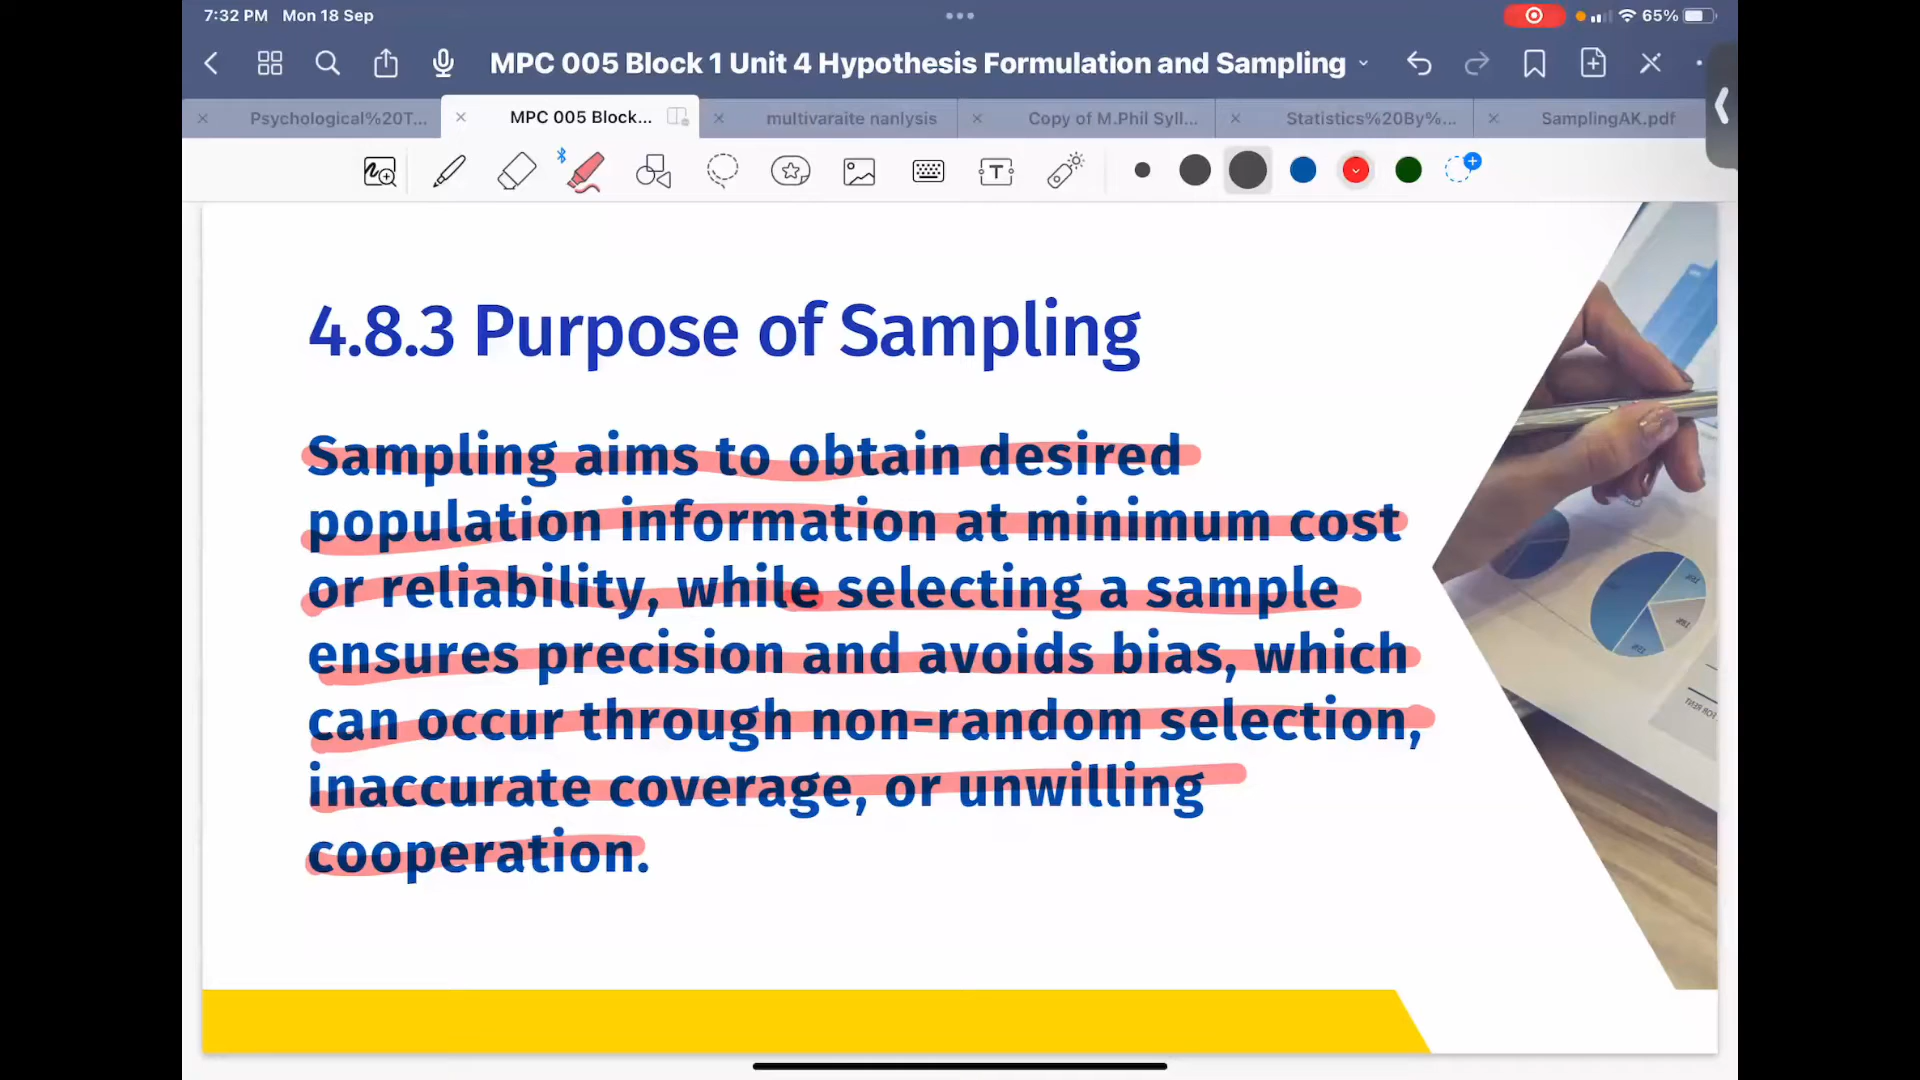 7:32 PM Mon 18 Sep
65%
MPC 005 Block 1 Unit 4 Hypothesis Formulation and Sampling
Psychological%20T...
MPC 005 Block...
multivaraite nanlysis
Copy of M.Phil Syll...
Statistics%20By%...
SamplingAK.pdf
4.8.3 Purpose of Sampling
Sampling aims to obtain desired
population information at minimum cost
or reliability, while selecting a sample
ensures precision and avoids bias, which
can occur through non-random selection,
inaccurate coverage, or unwilling
cooperation.